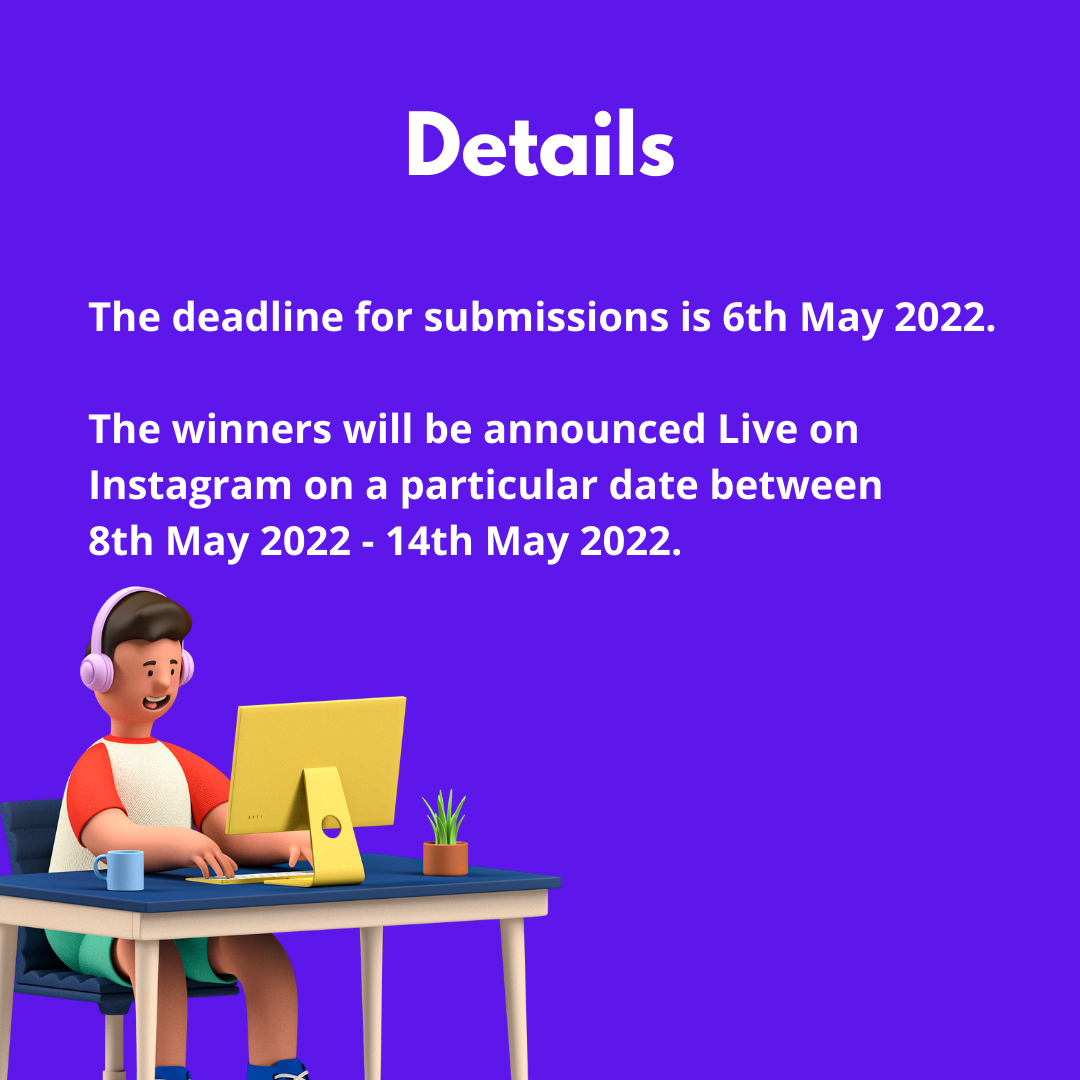 Details
The deadline for submissions is 6th May 2022.
The winners will be announced Live on
Instagram on a particular date between
8th May 2022 - 14th May 2022.